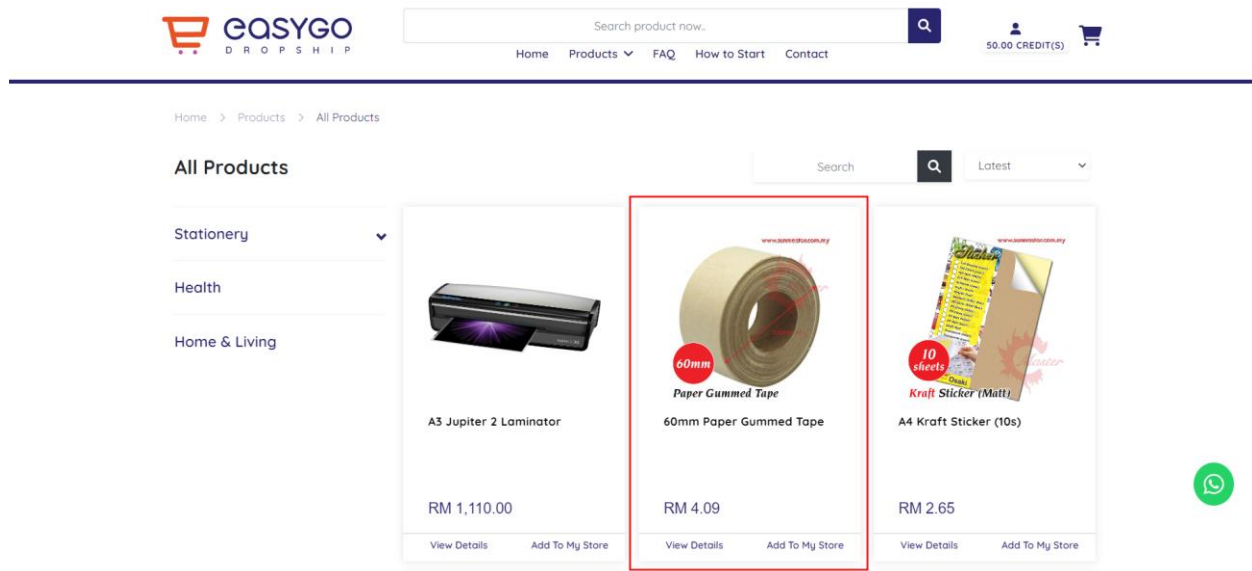 easyGO
DROPSHIP
Search product now..
50.00 CREDIT(S)
Home Products FAQ How to Start Contact
Home > Products > All Products
All Products
Search
Latest
Stationery
Health
Home & Living
60mm
Paper Gummed Tape
Sticker
10
sheets
Osaki
Kraft Sticker (Matt)
A3 Jupiter 2 Laminator
60mm Paper Gummed Tape
A4 Kraft Sticker (10s)
RM 1,110.00
RM 4.09
RM 2.65
View Details Add To My Store
View Details Add To My Store
View Details Add To My Store